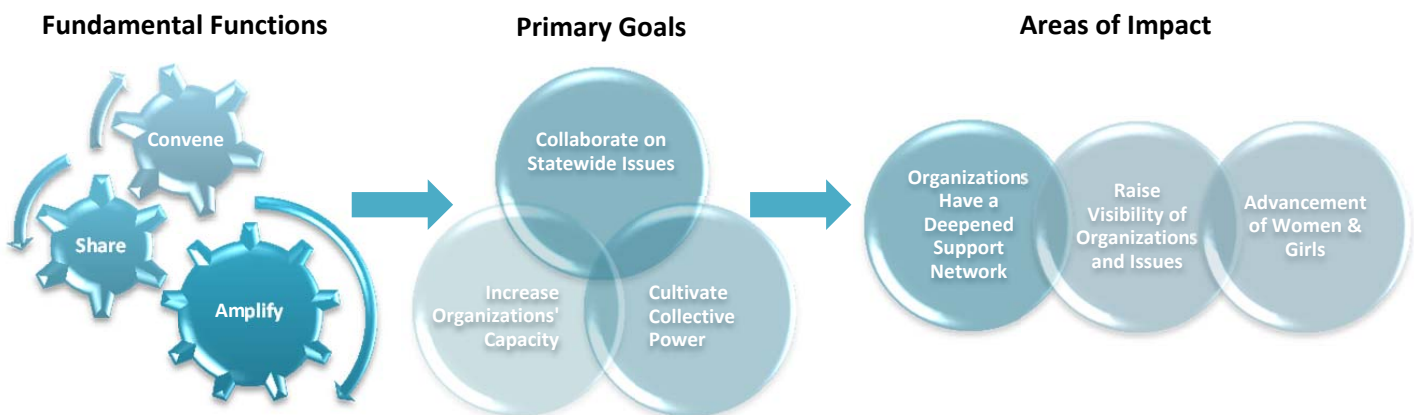 Fundamental Functions
Convene
Share
Amplify
Primary Goals
Collaborate on
Statewide Issues
Increase
Organizations'
Capacity
Cultivate
Collective
Power
Areas of Impact
Organizations
Have a
Deepened
Support
Network
Raise
Visibility of
Organizations
and Issues
Advancement
of Women &
Girls